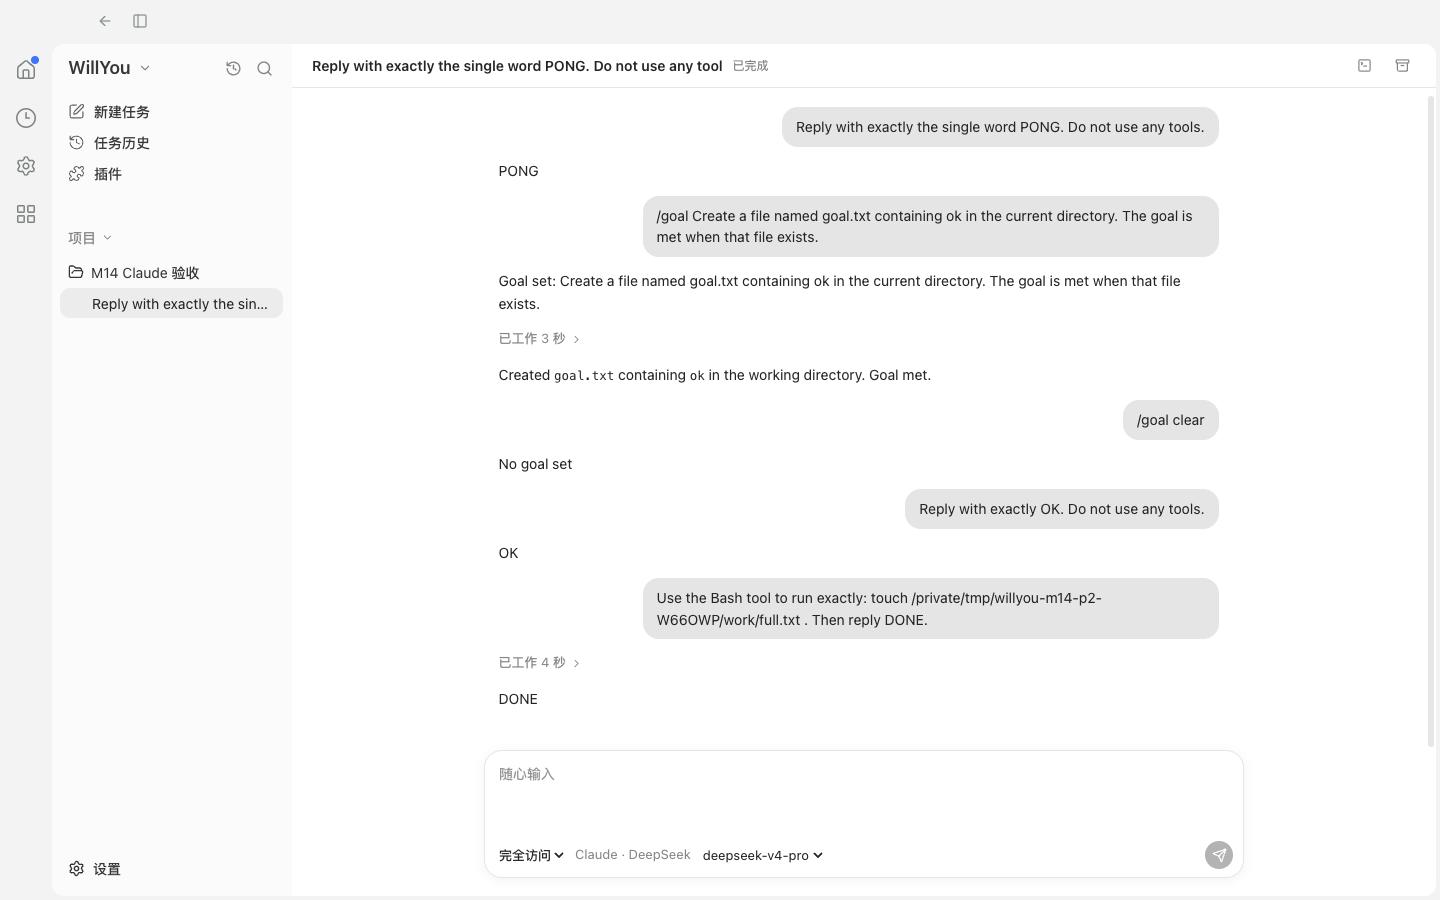 WillYou
新建任务
任务历史
插件
项目
M14 Claude 验收
Reply with exactly the sin...
设置
Reply with exactly the single word PONG. Do not use any tool 已完成
Reply with exactly the single word PONG. Do not use any tools.
PONG
/goal Create a file named goal.txt containing ok in the current directory. The goal is
met when that file exists.
Goal set: Create a file named goal.txt containing ok in the current directory. The goal is met when that file
exists.
已工作 3 秒
Created goal.txt containing ok in the working directory. Goal met.
/goal clear
No goal set
Reply with exactly OK. Do not use any tools.
OK
Use the Bash tool to run exactly: touch /private/tmp/willyou-m14-p2-
W66OWP/work/full.txt . Then reply DONE.
已工作 4 秒
DONE
随心输入
完全访问 Claude · DeepSeek deepseek-v4-pro